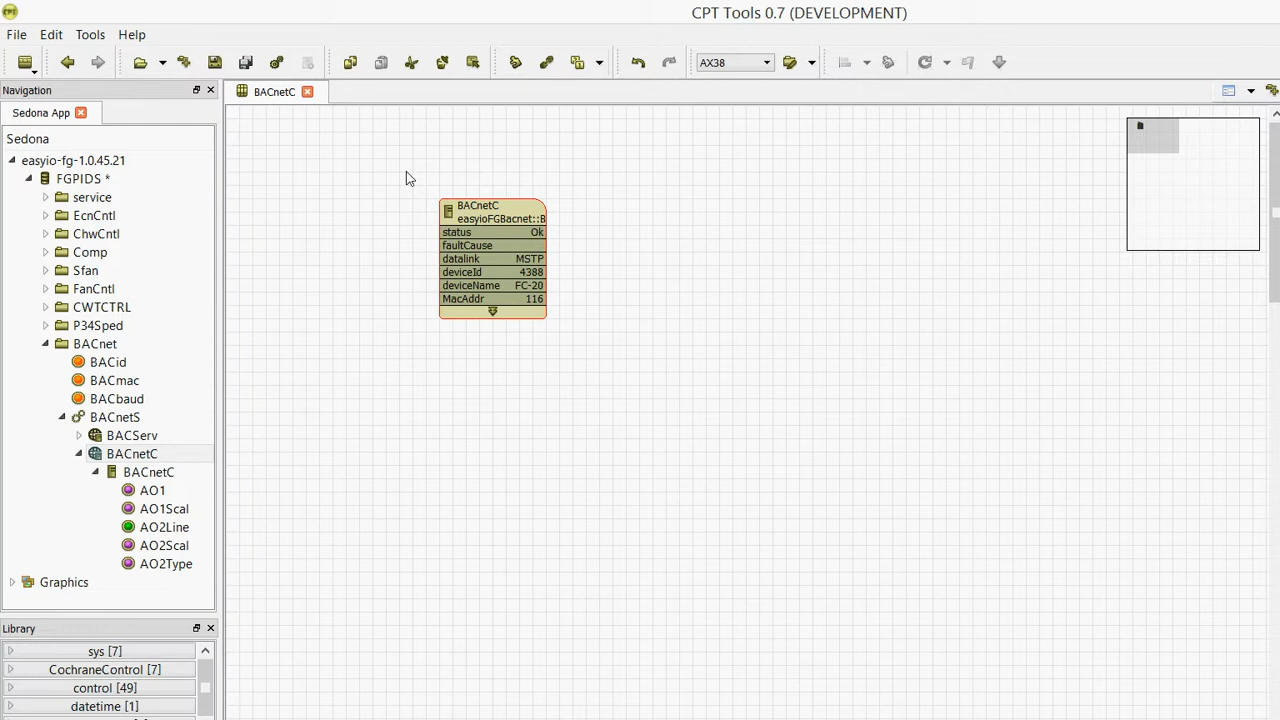 CPT Tools 0.7 (DEVELOPMENT)
File Edit Tools Help
AX38
Navigation
Sedona App
Sedona
easyio-fg-1.0.45.21
FGPIDS *
service
EcnCntl
ChwCntl
Comp
Sfan
FanCntl
CWTCTRL
P34Sped
BACnet
BACid
BACmac
BACbaud
BACnetS
BACServ
BACnetC
BACnetC
AO1
AO1Scal
AO2Line
AO2Scal
AO2Type
Graphics
Library
sys [7]
CochraneControl [7]
control [49]
datetime [1]
BACnetC
BACnetC
easyioFGBacnet::B
status Ok
faultCause
datalink MSTP
deviceId 4388
deviceName FC-20
MacAddr 116